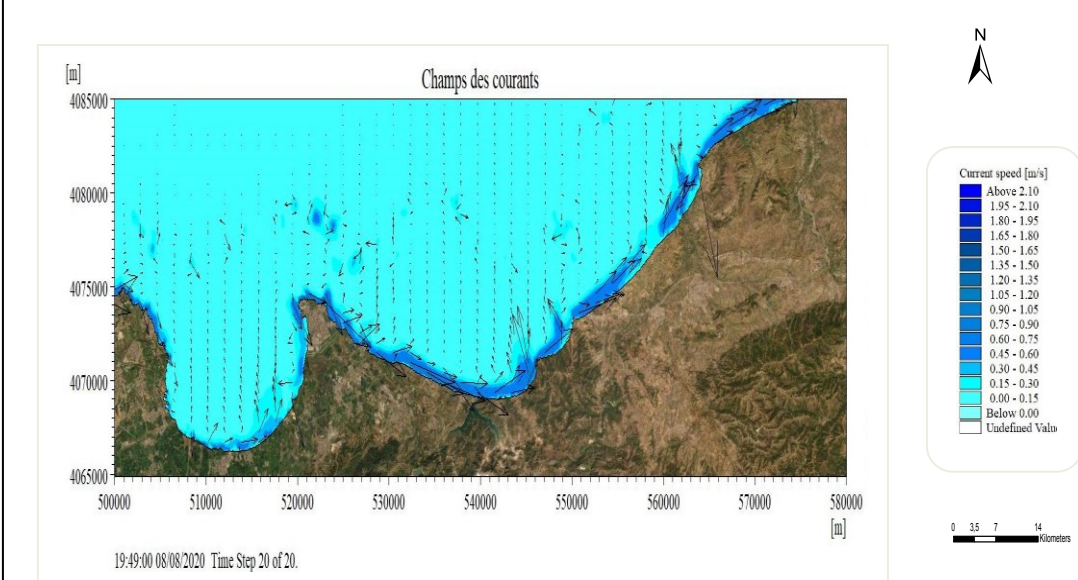 N
[m]
Champs des courants
4085000
4080000
4075000
4070000
4065000
500000 510000 520000 530000 540000 550000 560000 570000 580000
[m]
19:49:00 08/08/2020 Time Step 20 of 20.
Current speed [m/s]
Above 2.10
1.95 - 2.10
1.80 - 1.95
1.65 - 1.80
1.50 - 1.65
1.35 - 1.50
1.20 - 1.35
1.05 - 1.20
0.90 - 1.05
0.75 - 0.90
0.60 - 0.75
0.45 - 0.60
0.30 - 0.45
0.15 - 0.30
0.00 - 0.15
Below 0.00
Undefined Valu
0 3,5 7 14
Kilometers